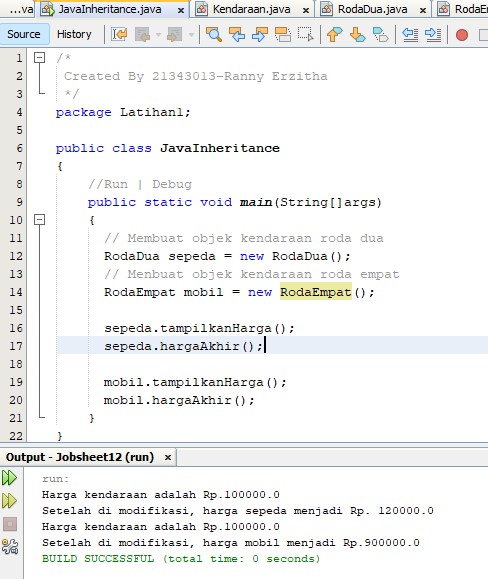 ...va JavaInheritance.java x Kendaraan.java x RodaDua.java x
Source History
1 /*
2 Created By 21343013-Ranny Erzitha
3 */
4 package Latihan1;
5
6 public class JavaInheritance
7 {
8 //Run | Debug
9 public static void main(String[]args)
10 {
11 // Membuat objek kendaraan roda dua
12 RodaDua sepeda = new RodaDua();
13 // Menbuat objek kendaraan roda empat
14 RodaEmpat mobil = new RodaEmpat();
15
16 sepeda.tampilkanHarga();
17 sepeda.hargaAkhir();
18
19 mobil.tampilkanHarga();
20 mobil.hargaAkhir();
21 }
22 }
Output - Jobsheet12 (run) x
run:
Harga kendaraan adalah Rp.100000.0
Setelah di modifikasi, harga sepeda menjadi Rp. 120000.0
Harga kendaraan adalah Rp.100000.0
Setelah di modifikasi, harga mobil menjadi Rp.900000.0
BUILD SUCCESSFUL (total time: 0 seconds)